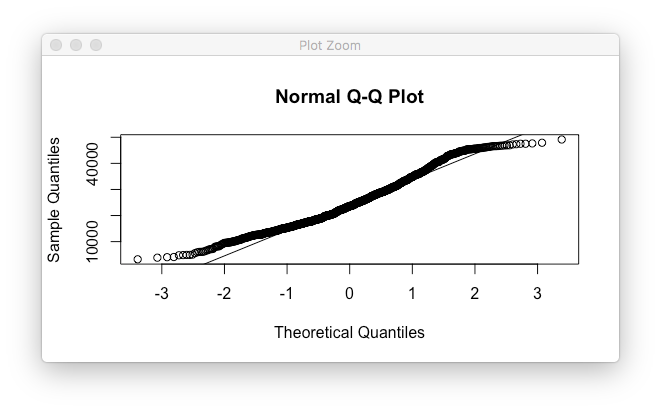 Plot Zoom
Normal Q-Q Plot
Sample Quantiles
40000
10000
-3 -2 -1 0 1 2 3
Theoretical Quantiles